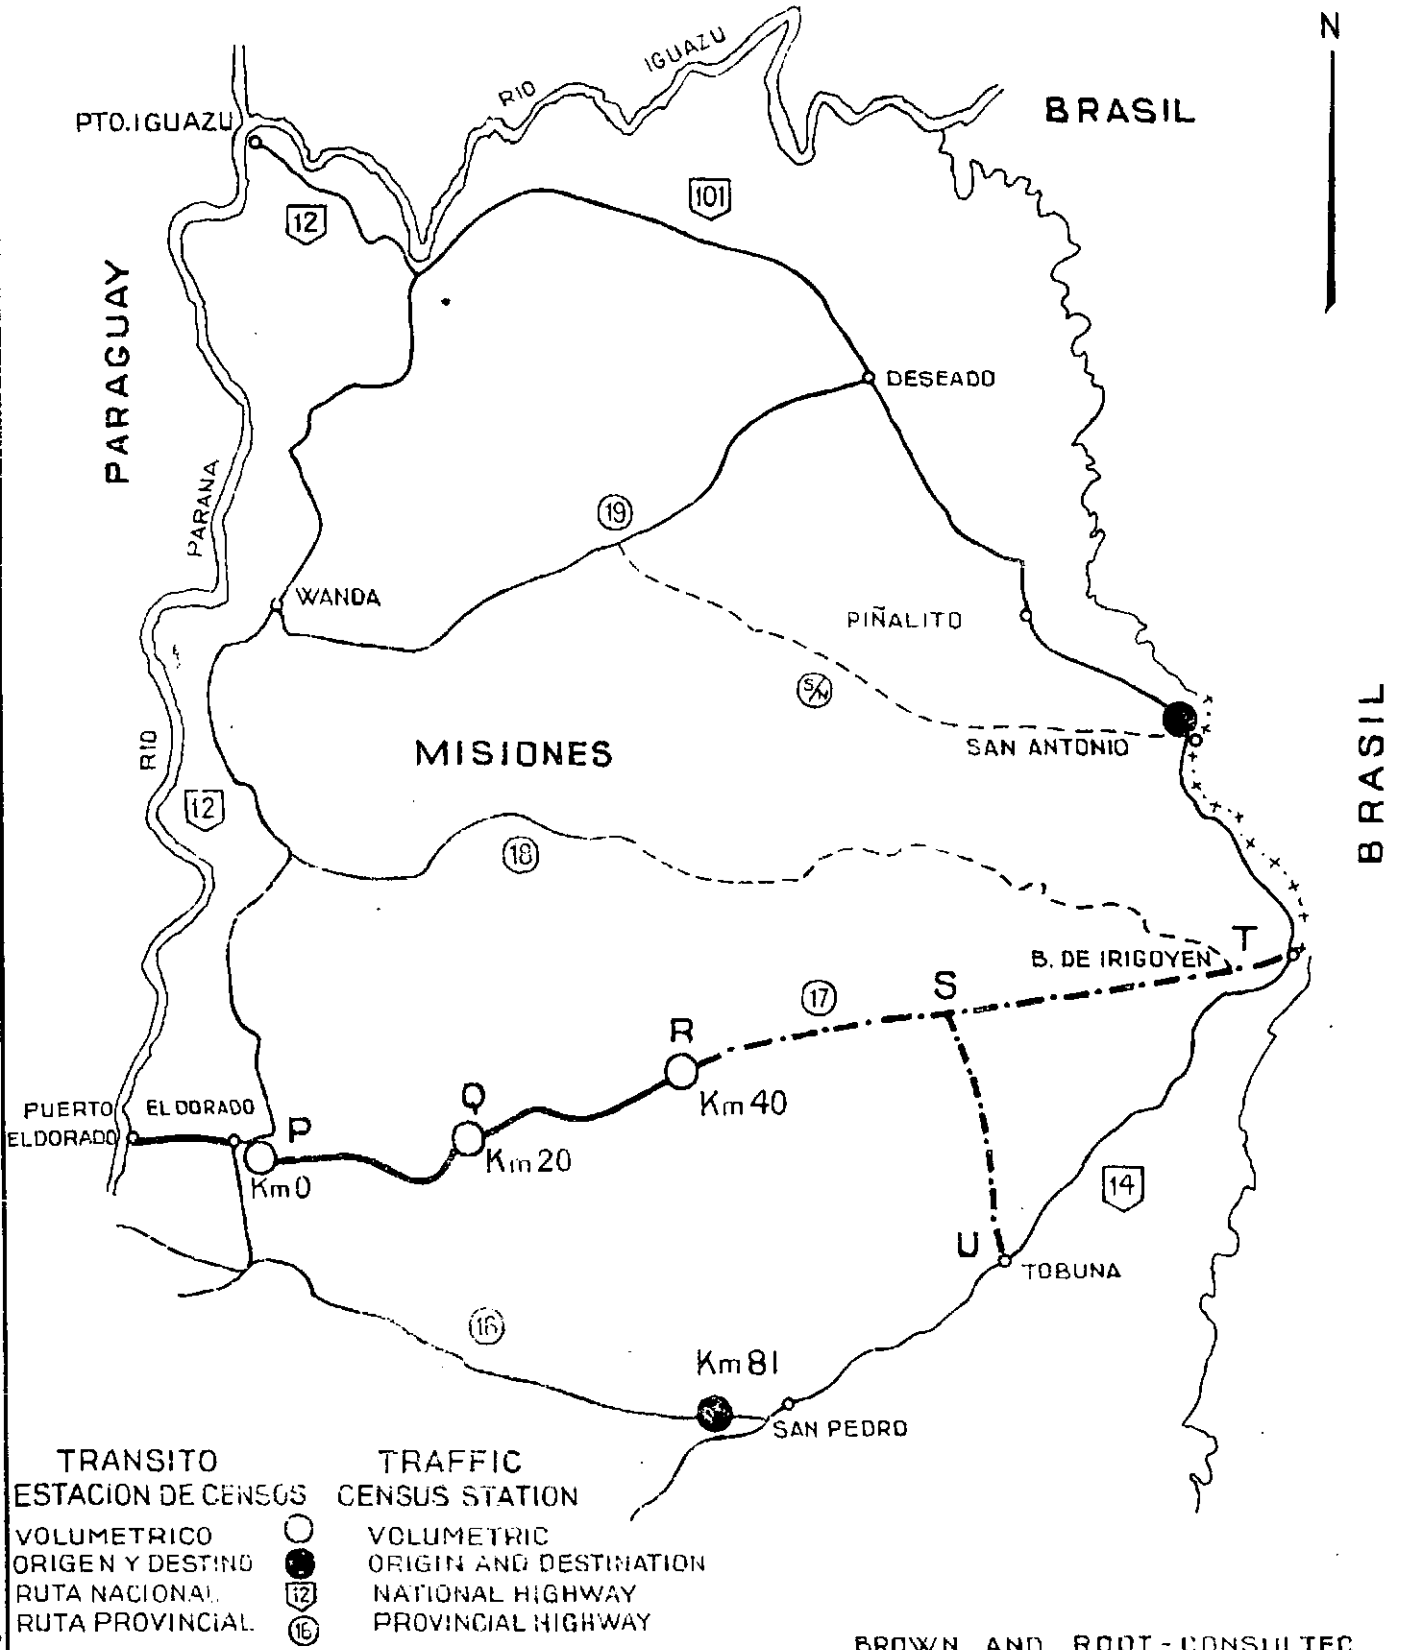 N
RIO IGUAZU
BRASIL
PTO.IGUAZU
12
101
PARAGUAY
DESEADO
RIO PARANA
19
WANDA
PIÑALITO
S/N
SAN ANTONIO
BRASIL
MISIONES
12
18
T
B. DE IRIGOYEN
S
17
R
Km 40
Q
Km 20
PUERTO
ELDORADO
ELDORADO
P
Km 0
14
U
TOBUNA
16
Km 81
SAN PEDRO
TRANSITO TRAFFIC
ESTACION DE CENSOS CENSUS STATION
VOLUMETRICO VOLUMETRIC
ORIGEN Y DESTINO ORIGIN AND DESTINATION
RUTA NACIONAL 12 NATIONAL HIGHWAY
RUTA PROVINCIAL 16 PROVINCIAL HIGHWAY
BROWN AND ROOT - CONSULTEC